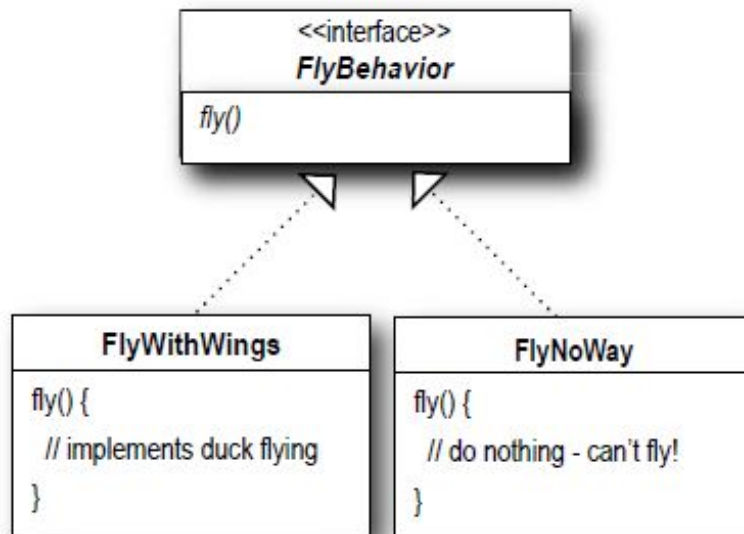 <<interface>>
FlyBehavior
fly()
FlyWithWings
fly() {
// implements duck flying
}
FlyNoWay
fly() {
// do nothing - can't fly!
}